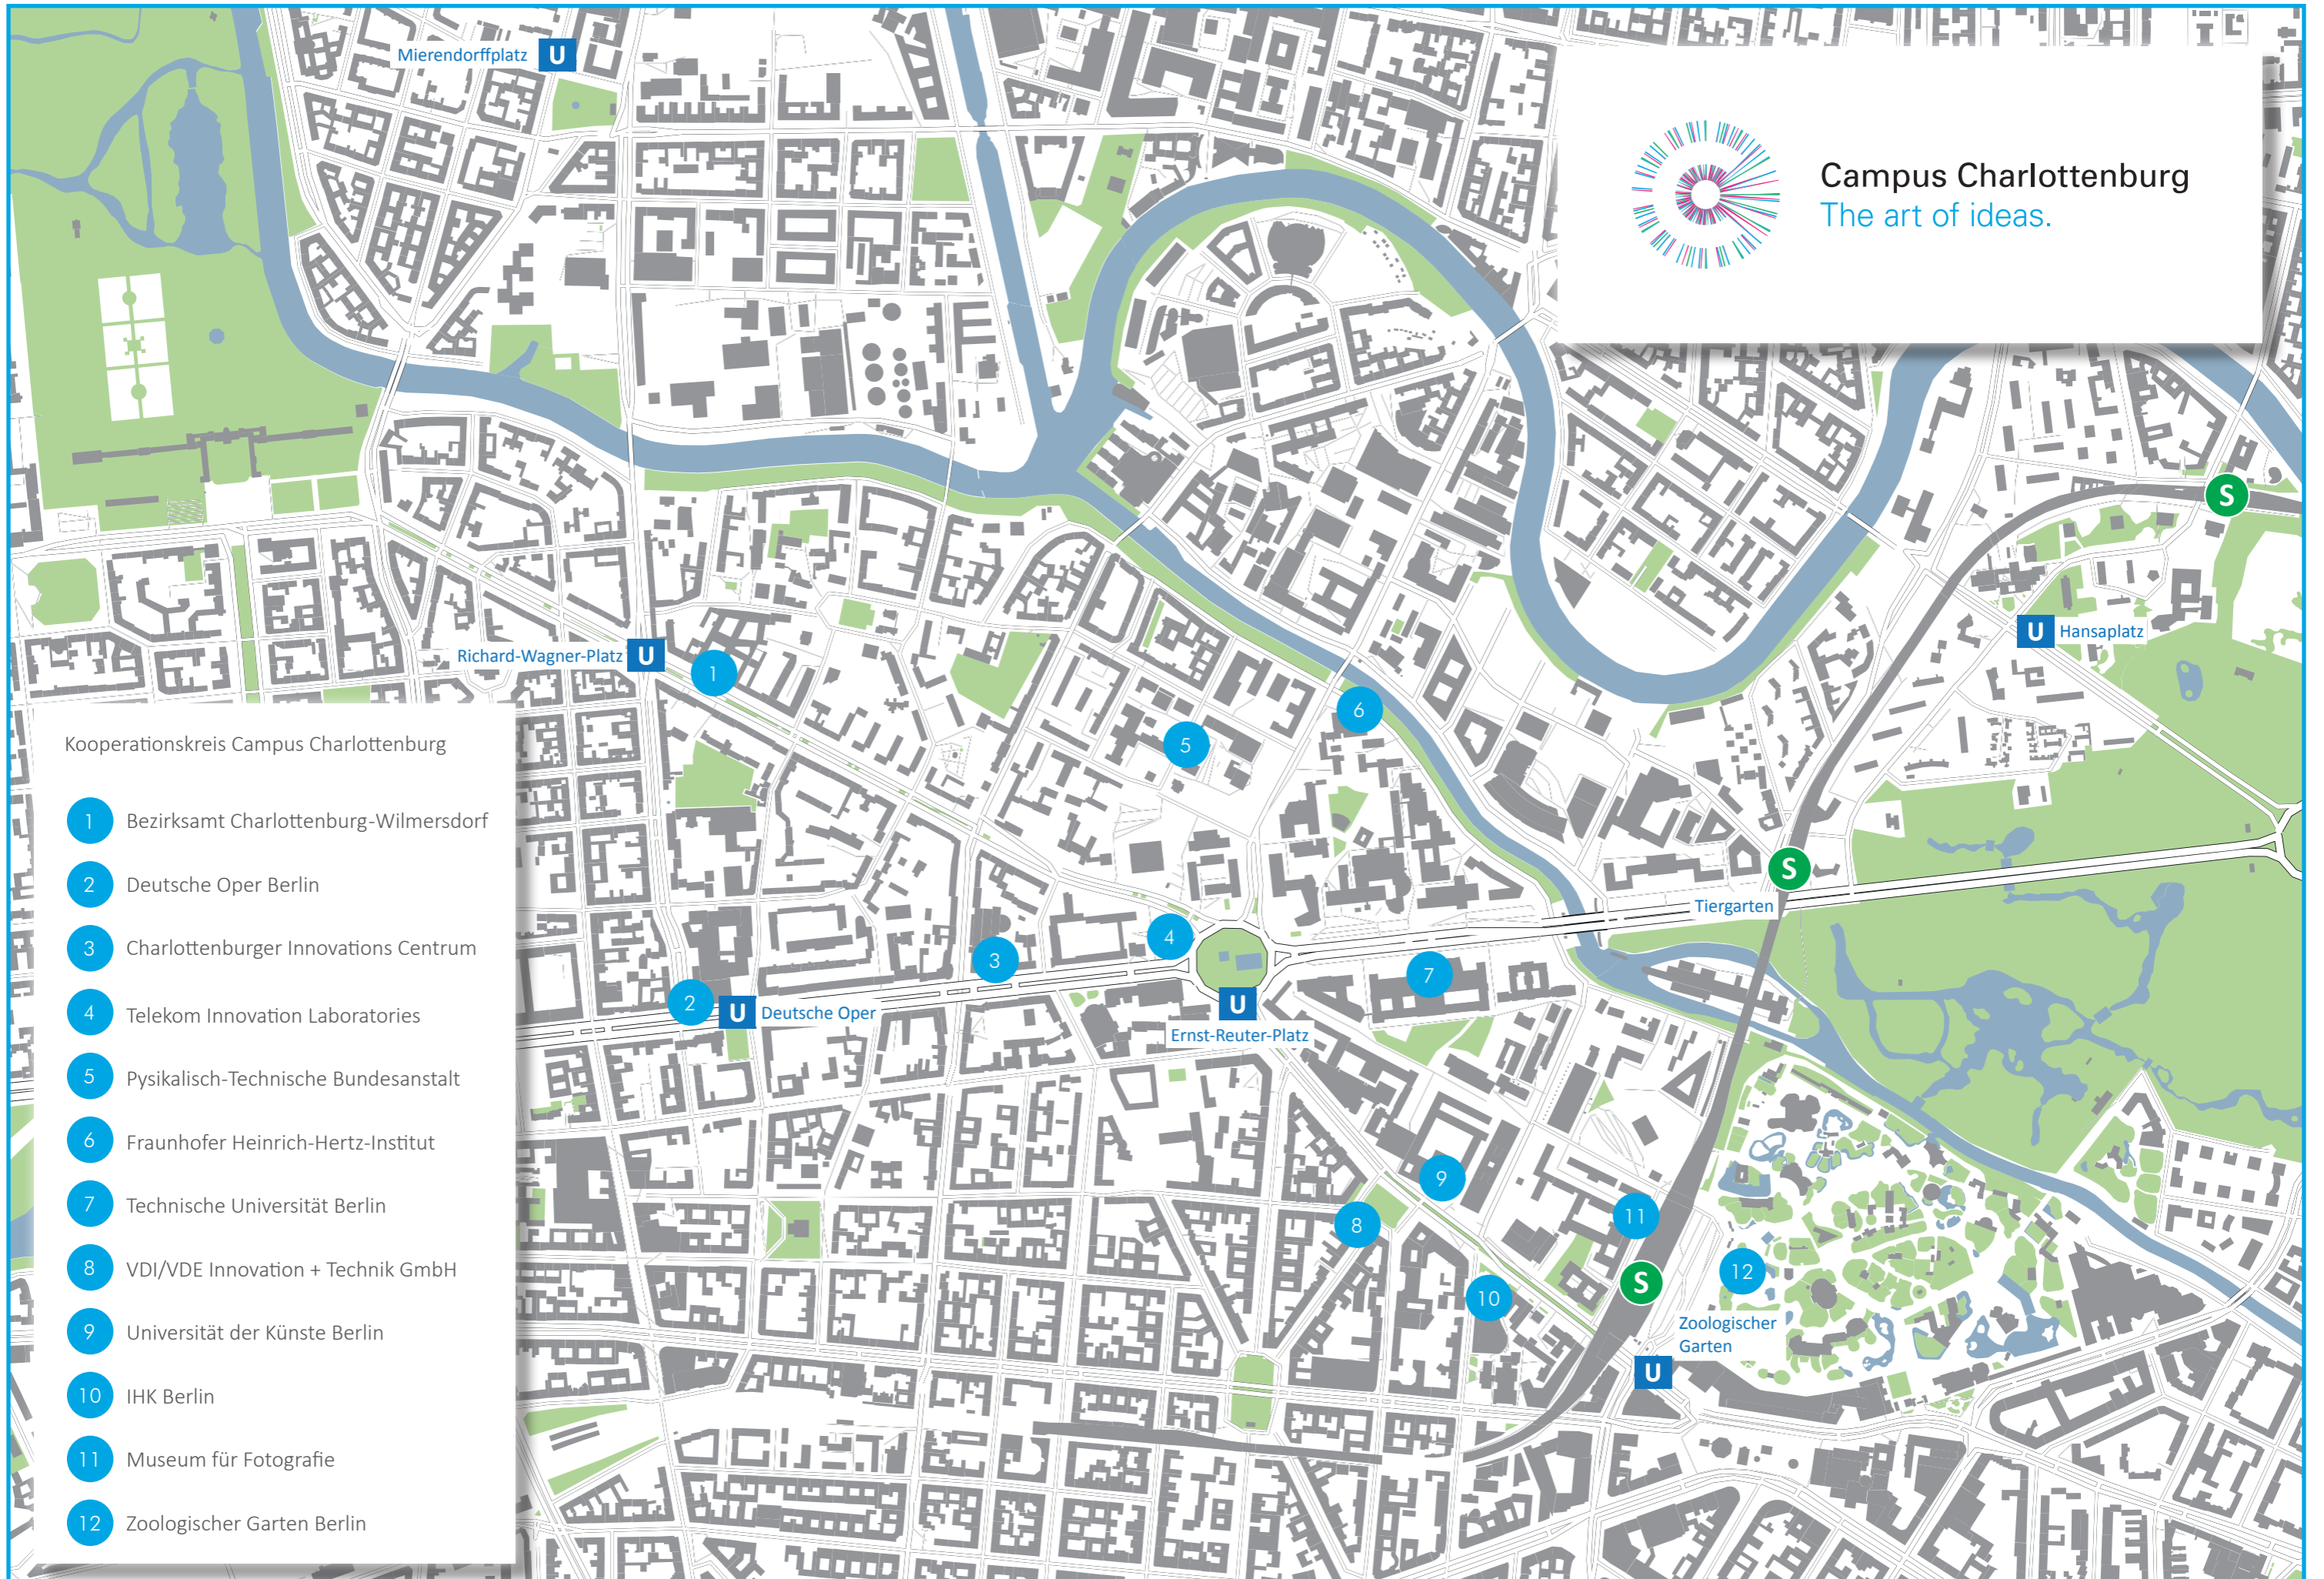 Mierendorffplatz U
Campus Charlottenburg
The art of ideas.
S
U Hansaplatz
Richard-Wagner-Platz U
1
6
5
Kooperationskreis Campus Charlottenburg
1 Bezirksamt Charlottenburg-Wilmersdorf
2 Deutsche Oper Berlin
3 Charlottenburger Innovations Centrum
4 Telekom Innovation Laboratories
5 Pysikalisch-Technische Bundesanstalt
6 Fraunhofer Heinrich-Hertz-Institut
7 Technische Universität Berlin
8 VDI/VDE Innovation + Technik GmbH
9 Universität der Künste Berlin
10 IHK Berlin
11 Museum für Fotografie
12 Zoologischer Garten Berlin
S
Tiergarten
4
3
7
2
U Deutsche Oper
U
Ernst-Reuter-Platz
9
8
11
12
S
10
Zoologischer
Garten
U